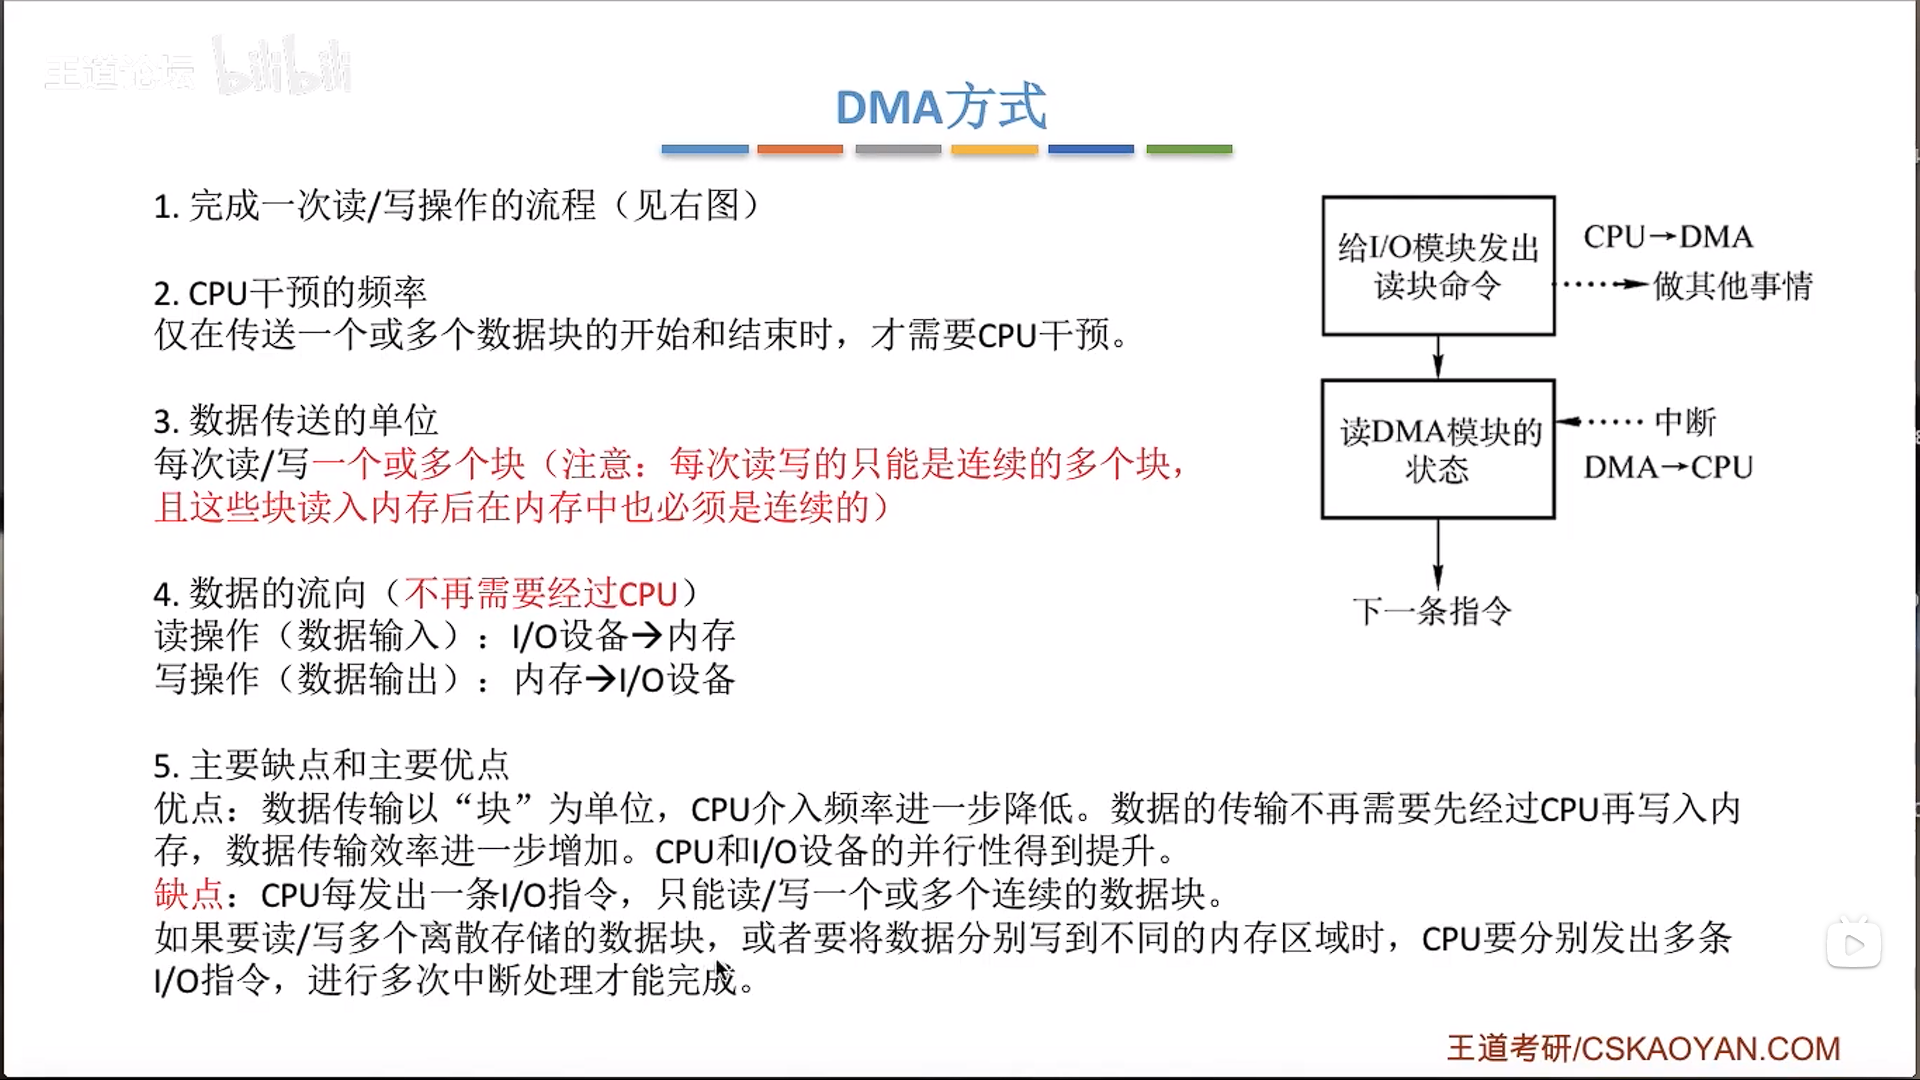 王道论坛 bilibili
DMA方式
1. 完成一次读/写操作的流程（见右图）
2. CPU干预的频率
仅在传送一个或多个数据块的开始和结束时，才需要CPU干预。
3. 数据传送的单位
每次读/写一个或多个块（注意：每次读写的只能是连续的多个块，
且这些块读入内存后在内存中也必须是连续的）
4. 数据的流向（不再需要经过CPU）
读操作（数据输入）：I/O设备→内存
写操作（数据输出）：内存→I/O设备
5. 主要缺点和主要优点
优点：数据传输以“块”为单位，CPU介入频率进一步降低。数据的传输不再需要先经过CPU再写入内
存，数据传输效率进一步增加。CPU和I/O设备的并行性得到提升。
缺点：CPU每发出一条I/O指令，只能读/写一个或多个连续的数据块。
如果要读/写多个离散存储的数据块，或者要将数据分别写到不同的内存区域时，CPU要分别发出多条
I/O指令，进行多次中断处理才能完成。
给I/O模块发出
读块命令
CPU→DMA
做其他事情
读DMA模块的
状态
中断
DMA→CPU
下一条指令
王道考研/CSKAOYAN.COM